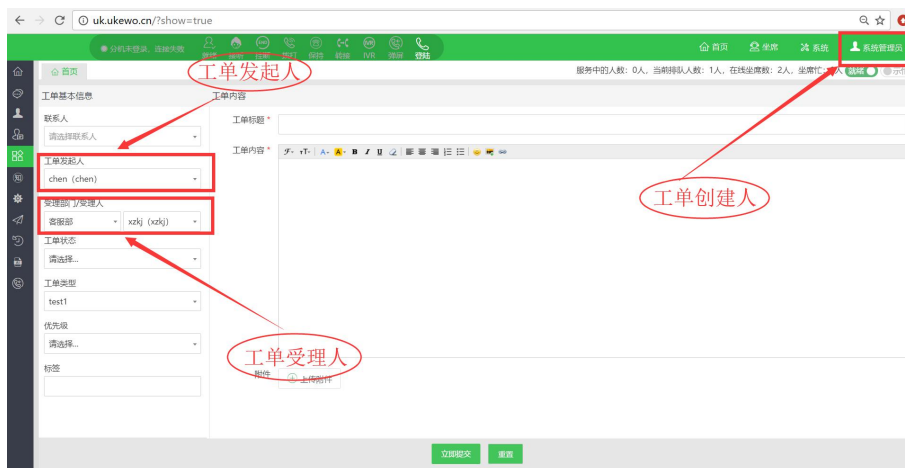 uk.ukewo.cn/?show=true
分机未登录，连接失败
IVR
登陆
首页
坐席
系统
系统管理员
首页
服务中的人数：0人，当前排队人数：1人，在线坐席数：2人，坐席忙：
人
就绪
工单发起人
工单基本信息
工单内容
联系人
请选择联系人
工单标题 *
工单内容 *
工单发起人
chen (chen)
工单创建人
受理部门/受理人
客服部
xzkj (xzkj)
工单状态
请选择...
工单类型
test1
优先级
请选择...
工单受理人
标签
附件
上传附件
立即提交
重置